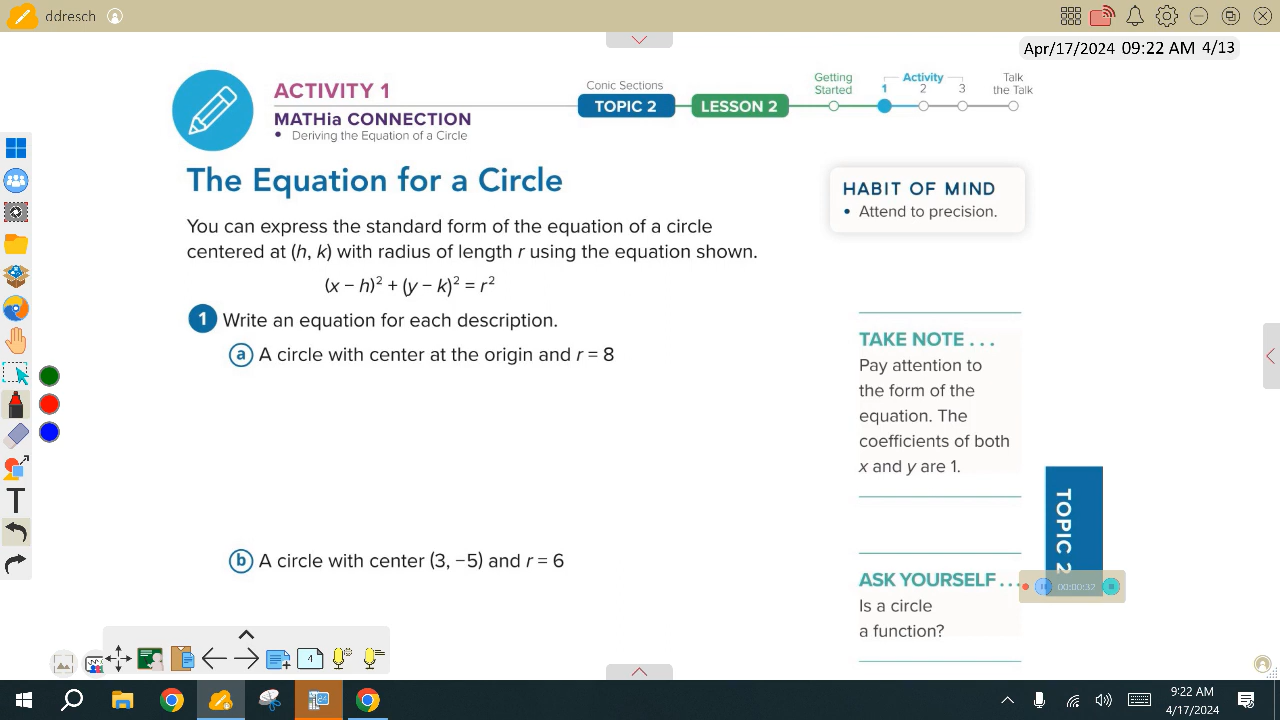 ddresch
Apr/17/2024 09:22 AM 4/13
ACTIVITY 1
MATHia CONNECTION
• Deriving the Equation of a Circle
Conic Sections
TOPIC 2
LESSON 2
Getting
Started
Activity
1 2 3
Talk
the Talk
The Equation for a Circle
You can express the standard form of the equation of a circle
centered at (h, k) with radius of length r using the equation shown.
(x − h)² + (y − k)² = r²
1 Write an equation for each description.
a A circle with center at the origin and r = 8
b A circle with center (3, −5) and r = 6
HABIT OF MIND
• Attend to precision.
TAKE NOTE . . .
Pay attention to
the form of the
equation. The
coefficients of both
x and y are 1.
ASK YOURSELF . . .
Is a circle
a function?
TOPIC 2
00:00:37
T
4
9:22 AM
4/17/2024